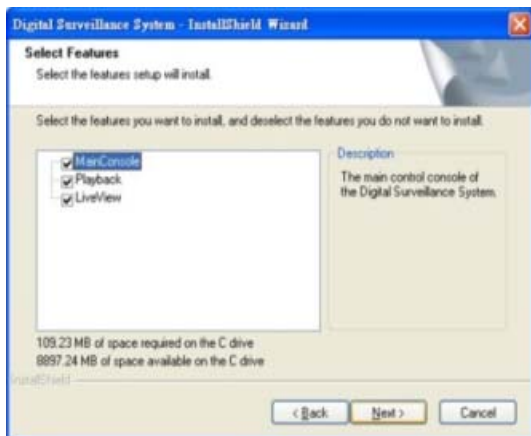 Digital Surveillance System - InstallShield Wizard
Select Features
Select the features setup will install.
Select the features you want to install, and deselect the features you do not want to install.
MainConsole
Playback
LiveView
Description
The main control console of
the Digital Surveillance System.
109.23 MB of space required on the C drive
8897.24 MB of space available on the C drive
InstallShield
< Back
Next >
Cancel